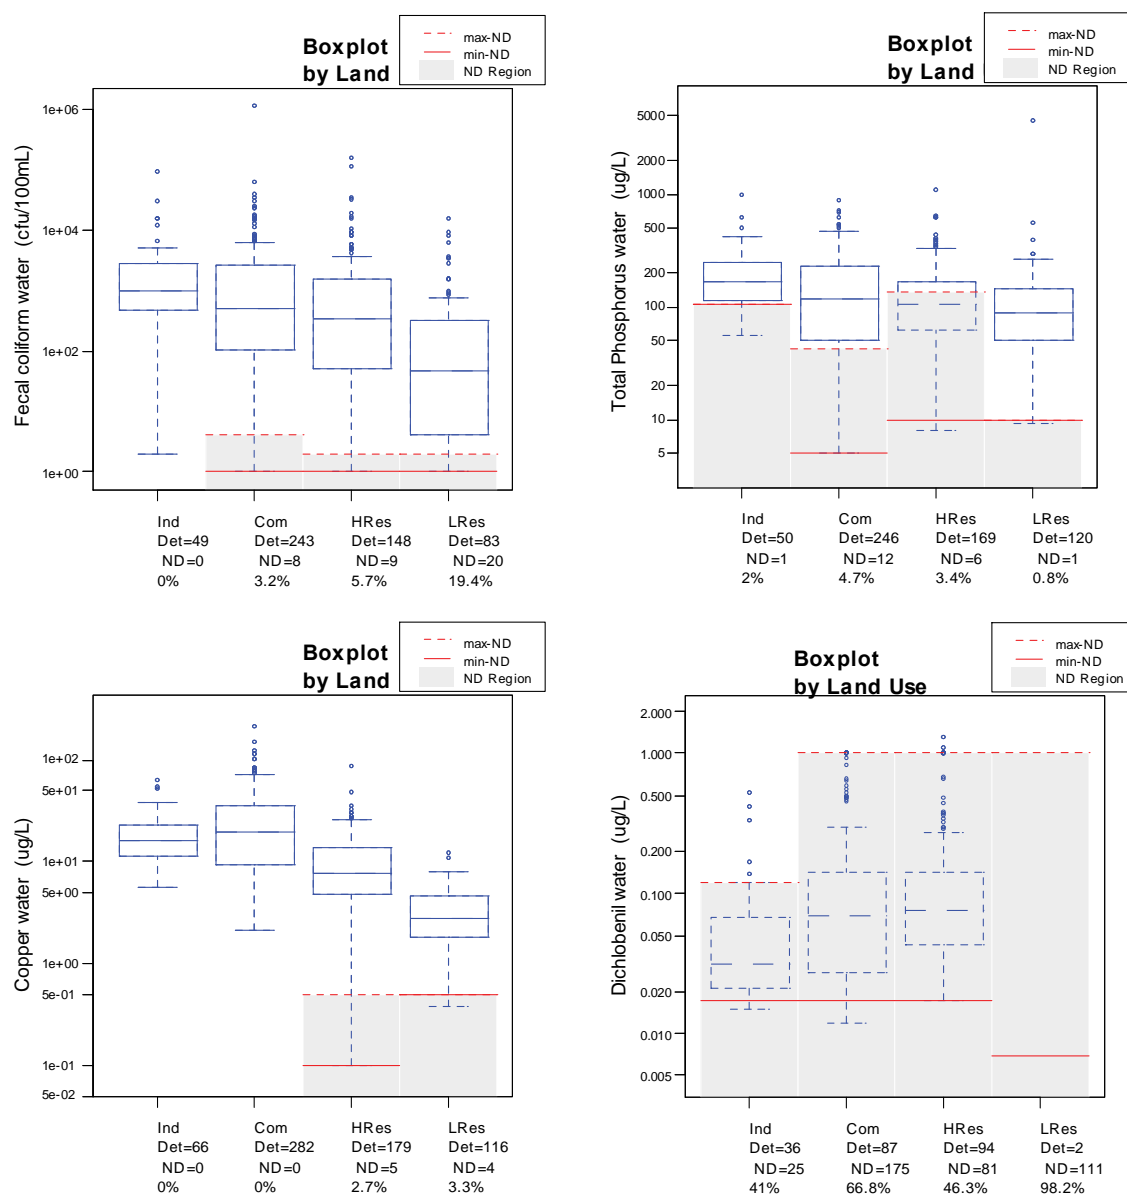 Boxplot
by Land
max-ND
min-ND
ND Region
Fecal coliform water (cfu/100mL)
1e+06
1e+04
1e+02
1e+00
Ind
Com
HRes
LRes
Det=49
Det=243
Det=148
Det=83
ND=0
ND=8
ND=9
ND=20
0%
3.2%
5.7%
19.4%
Boxplot
by Land
max-ND
min-ND
ND Region
Total Phosphorus water (ug/L)
5000
2000
1000
500
200
100
50
20
10
5
Ind
Com
HRes
LRes
Det=50
Det=246
Det=169
Det=120
ND=1
ND=12
ND=6
ND=1
2%
4.7%
3.4%
0.8%
Boxplot
by Land
max-ND
min-ND
ND Region
Copper water (ug/L)
1e+02
5e+01
1e+01
5e+00
1e+00
5e-01
1e-01
5e-02
Ind
Com
HRes
LRes
Det=66
Det=282
Det=179
Det=116
ND=0
ND=0
ND=5
ND=4
0%
0%
2.7%
3.3%
Boxplot
by Land Use
max-ND
min-ND
ND Region
Dichlobenil water (ug/L)
2.000
1.000
0.500
0.200
0.100
0.050
0.020
0.010
0.005
Ind
Com
HRes
LRes
Det=36
Det=87
Det=94
Det=2
ND=25
ND=175
ND=81
ND=111
41%
66.8%
46.3%
98.2%